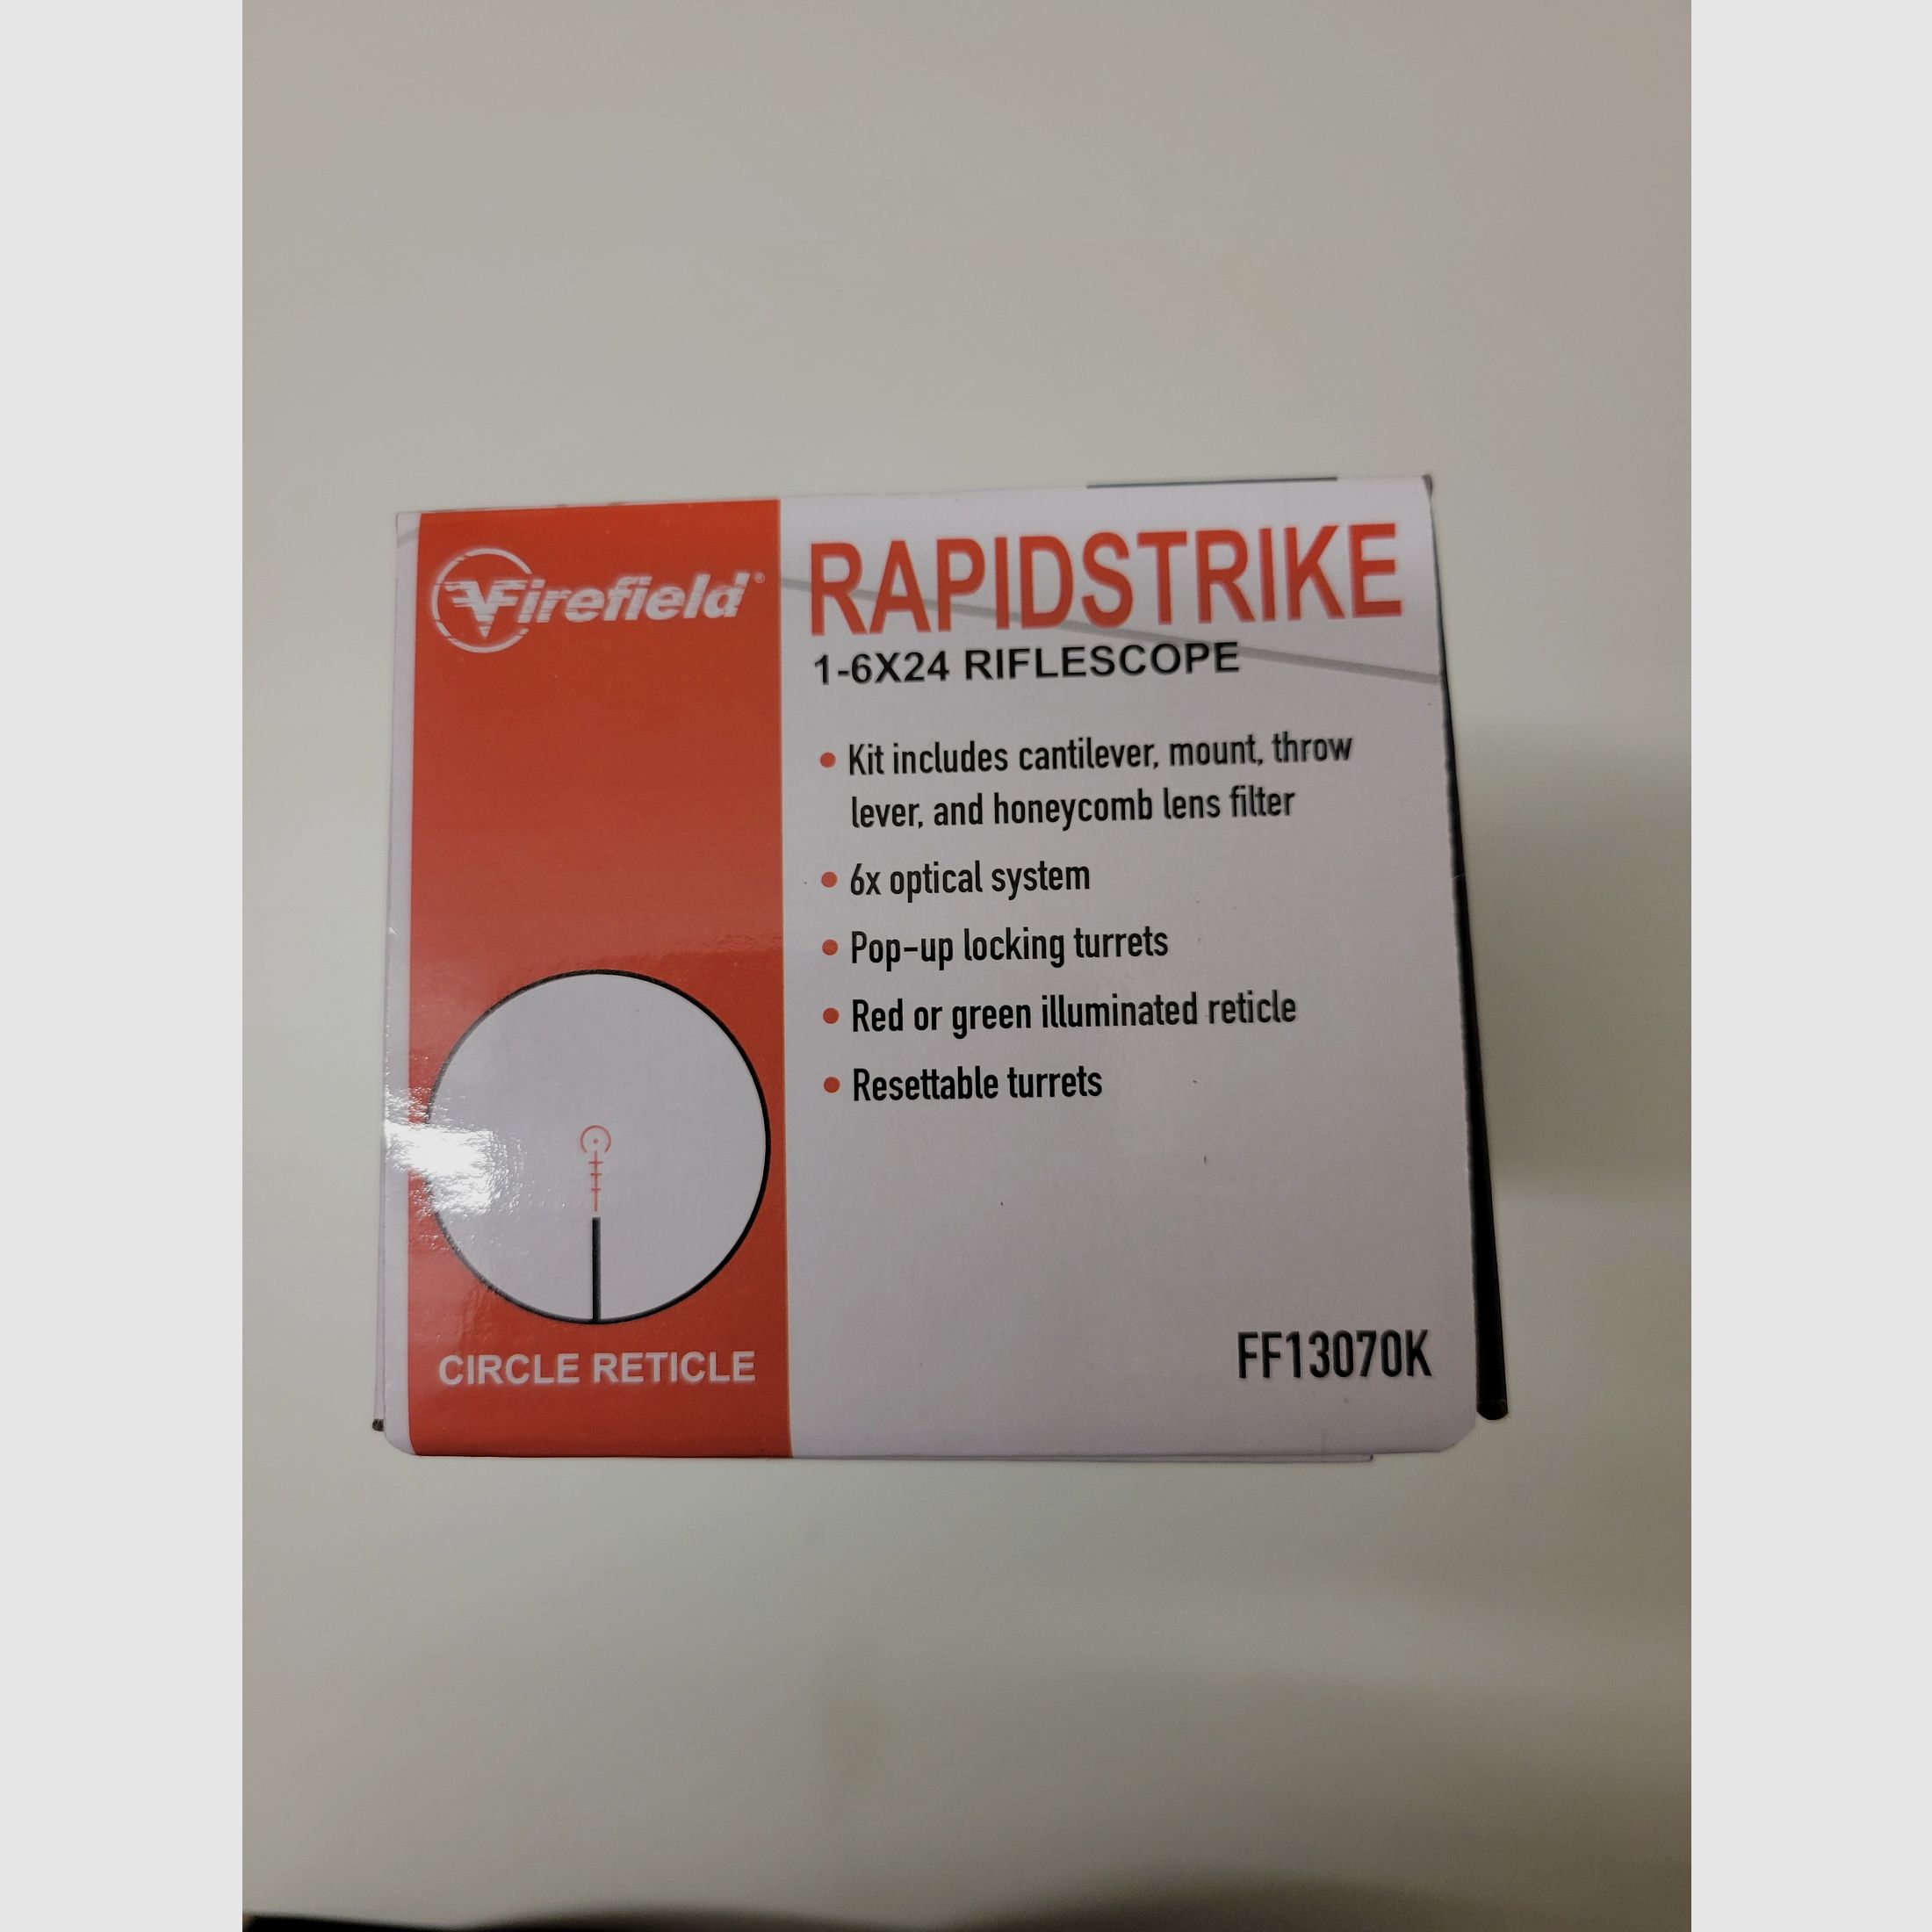 Firefield®
RAPIDSTRIKE
1-6X24 RIFLESCOPE
• Kit includes cantilever, mount, throw
lever, and honeycomb lens filter
• 6x optical system
• Pop-up locking turrets
• Red or green illuminated reticle
• Resettable turrets
CIRCLE RETICLE
FF13070K